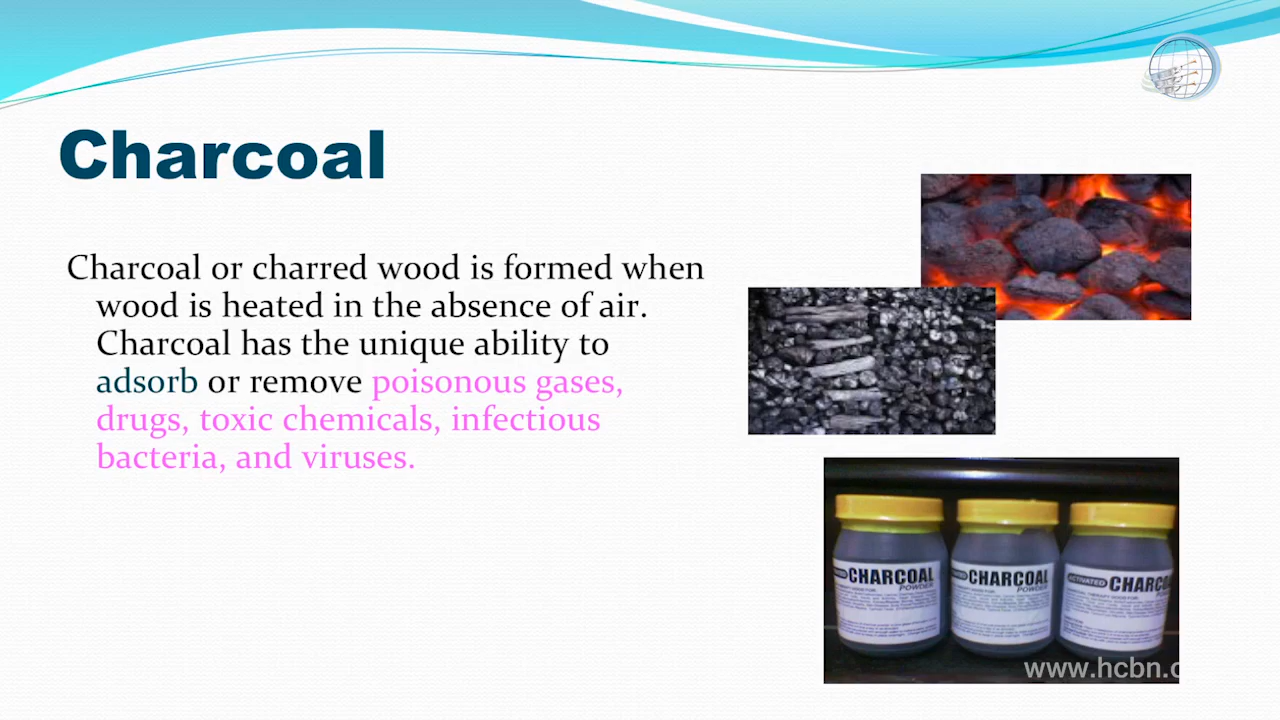 Charcoal
Charcoal or charred wood is formed when
wood is heated in the absence of air.
Charcoal has the unique ability to
adsorb or remove poisonous gases,
drugs, toxic chemicals, infectious
bacteria, and viruses.
CHARCOAL
POWDER
CHARCOAL
POWDER
ACTIVATED CHARCOA
www.hcbn.c